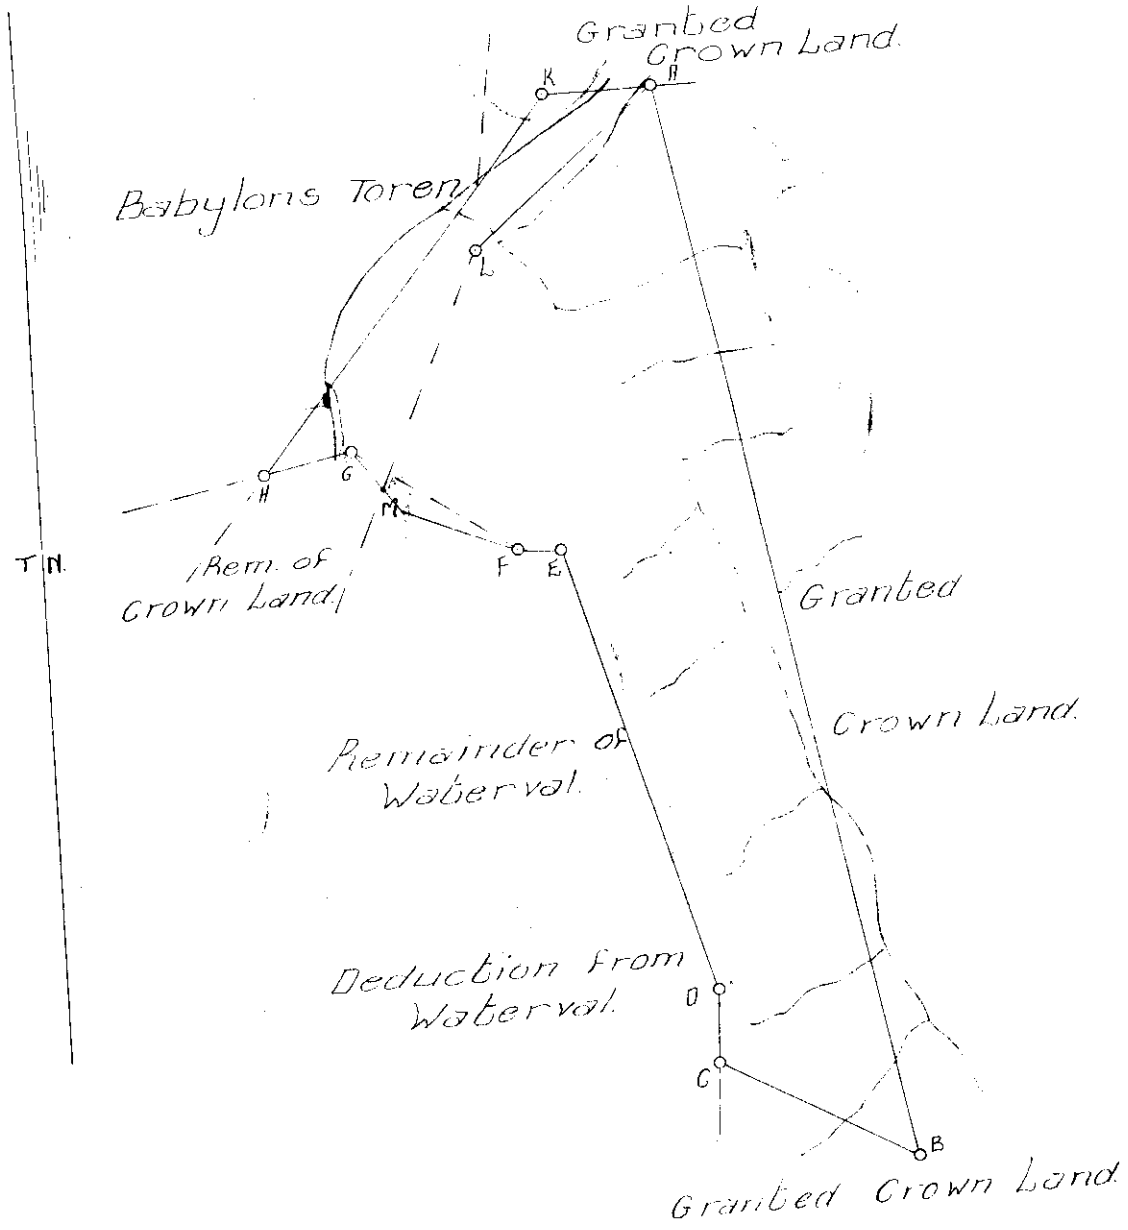 Granted
Crown Land.
K
A
Babylons Toren
L
G
H
M
T.N.
Rem. of
Crown Land.
F
E
Granted
Crown Land.
Remainder of
Waterval.
Deduction from
Waterval.
D
C
B
Granted Crown Land.